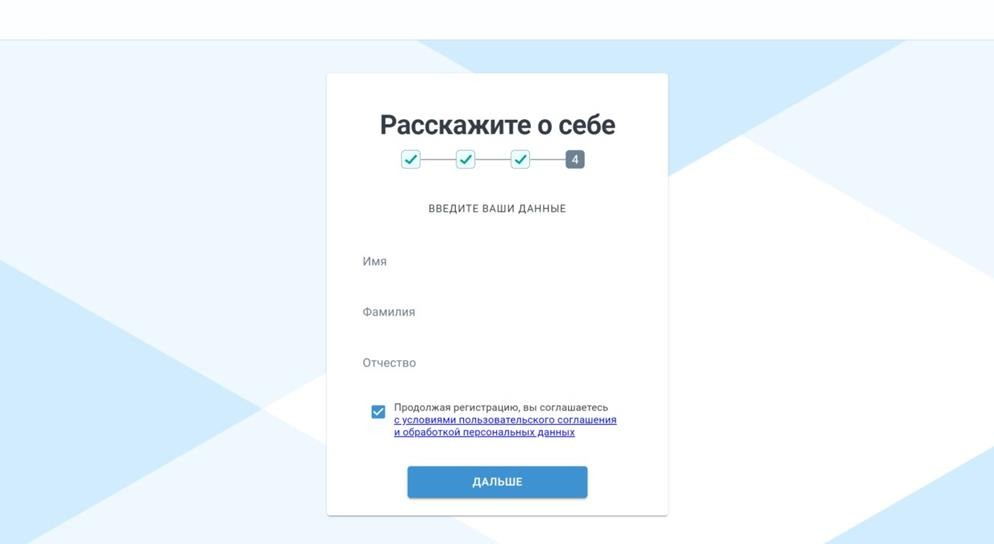 Расскажите о себе
4
ВВЕДИТЕ ВАШИ ДАННЫЕ
Имя
Фамилия
Отчество
Продолжая регистрацию, вы соглашаетесь
с условиями пользовательского соглашения
и обработкой персональных данных
ДАЛЬШЕ